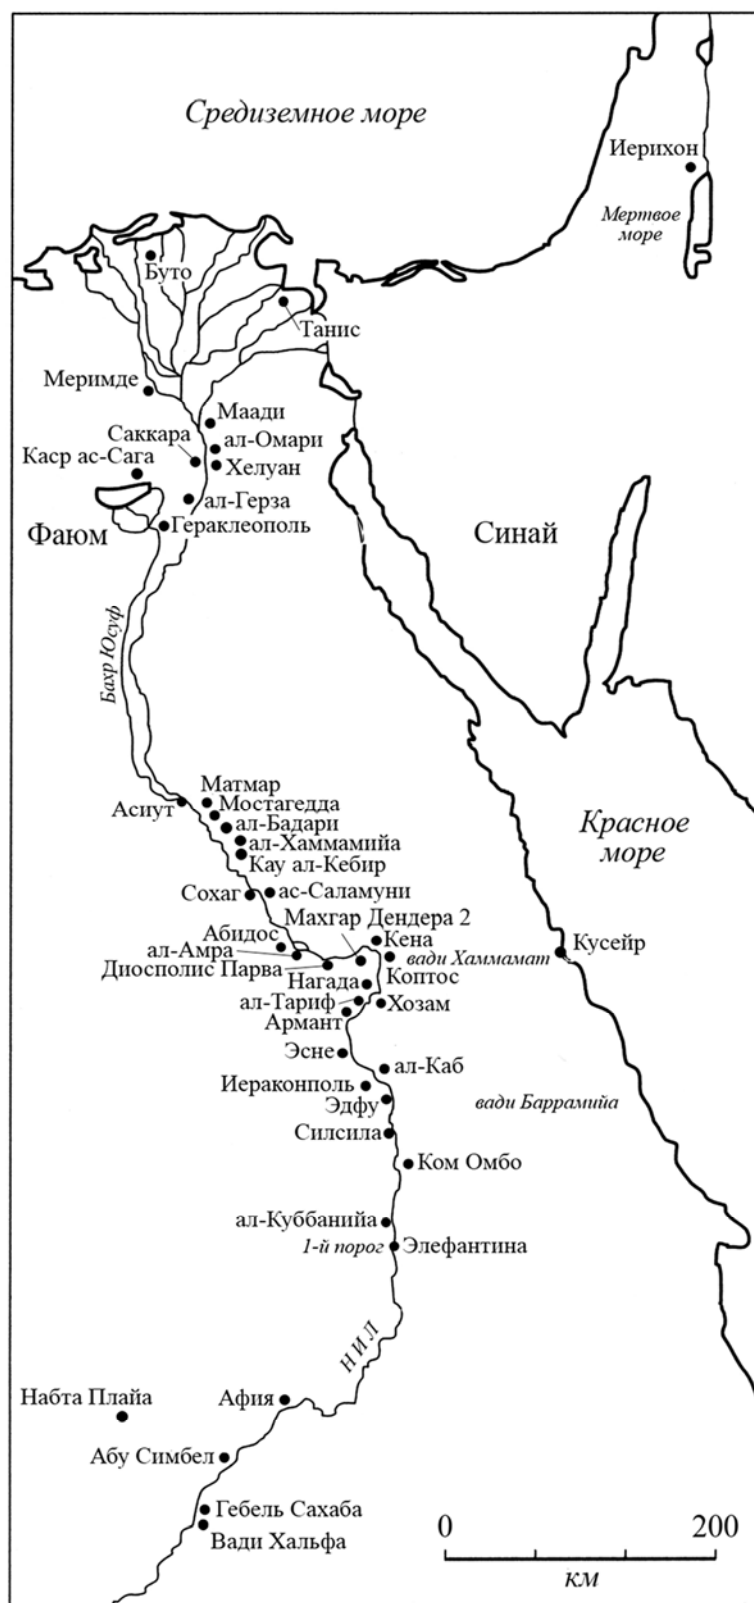 Средиземное море
Иерихон
Мертвое
море
Буто
Танис
Меримде
Маади
Саккара
ал-Омари
Каср ас-Сага
Хелуан
ал-Герза
Гераклеополь
Фаюм
Синай
Бахр Юсуф
Матмар
Асиут
Мостагедда
ал-Бадари
Красное
море
ал-Хаммамийа
Кау ал-Кебир
Сохаг
ас-Саламуни
Махгар Дендера 2
Абидос
Кена
Кусейр
ал-Амра
вади Хаммамат
Диосполис Парва
Коптос
Нагада
ал-Тариф
Хозам
Армант
Эсне
ал-Каб
Иераконполь
Эдфу
вади Баррамийа
Силсила
Ком Омбо
ал-Куббанийа
1-й порог
Элефантина
НИЛ
Набта Плайа
Афия
Абу Симбел
Гебель Сахаба
Вади Хальфа
0 200
км